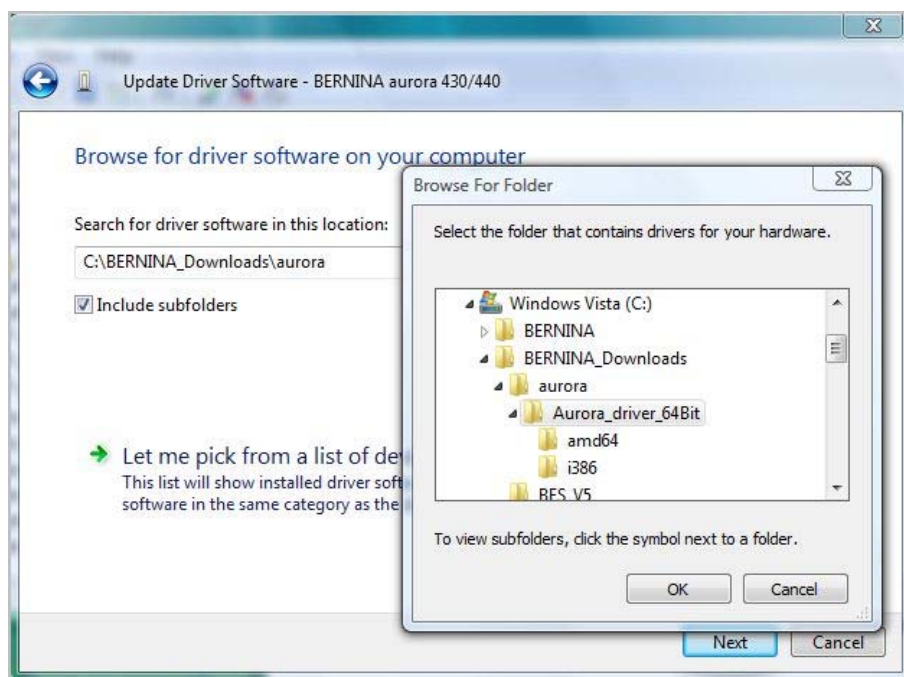 Update Driver Software - BERNINA aurora 430/440
Browse for driver software on your computer
Search for driver software in this location:
C:\BERNINA_Downloads\aurora
Include subfolders
Let me pick from a list of
This list will show installed driver
software in the same category as the
Browse For Folder
Select the folder that contains drivers for your hardware.
Windows Vista (C:)
BERNINA
BERNINA_Downloads
aurora
Aurora_driver_64Bit
amd64
i386
BES_V5
To view subfolders, click the symbol next to a folder.
OK Cancel
Next Cancel